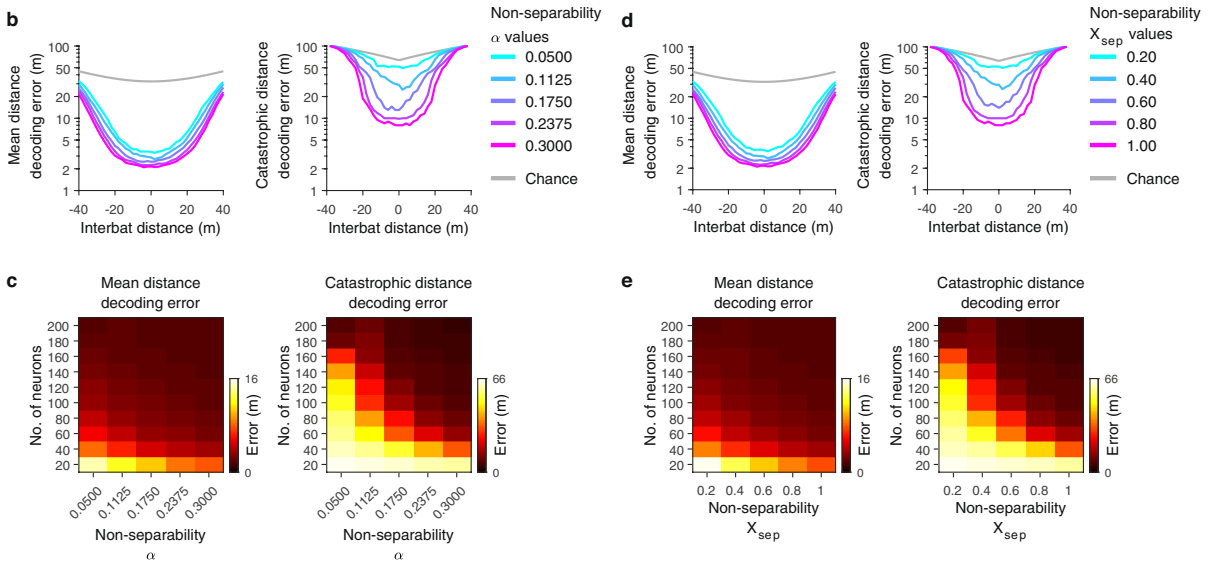 b
Mean distance
decoding error (m)
100
50
20
10
5
2
1
-40 -20 0 20 40
Interbat distance (m)
Catastrophic distance
decoding error (m)
100
50
20
10
5
2
1
-40 -20 0 20 40
Interbat distance (m)
Non-separability
α values
0.0500
0.1125
0.1750
0.2375
0.3000
Chance
d
Mean distance
decoding error (m)
100
50
20
10
5
2
1
-40 -20 0 20 40
Interbat distance (m)
Catastrophic distance
decoding error (m)
100
50
20
10
5
2
1
-40 -20 0 20 40
Interbat distance (m)
Non-separability
Xsep values
0.20
0.40
0.60
0.80
1.00
Chance
c
Mean distance
decoding error
No. of neurons
200
180
160
140
120
100
80
60
40
20
0.0500 0.1125 0.1750 0.2375 0.3000
Non-separability
α
16
Error (m)
0
Catastrophic distance
decoding error
No. of neurons
200
180
160
140
120
100
80
60
40
20
0.0500 0.1125 0.1750 0.2375 0.3000
Non-separability
α
66
Error (m)
0
e
Mean distance
decoding error
No. of neurons
200
180
160
140
120
100
80
60
40
20
0.2 0.4 0.6 0.8 1
Non-separability
Xsep
16
Error (m)
0
Catastrophic distance
decoding error
No. of neurons
200
180
160
140
120
100
80
60
40
20
0.2 0.4 0.6 0.8 1
Non-separability
Xsep
66
Error (m)
0